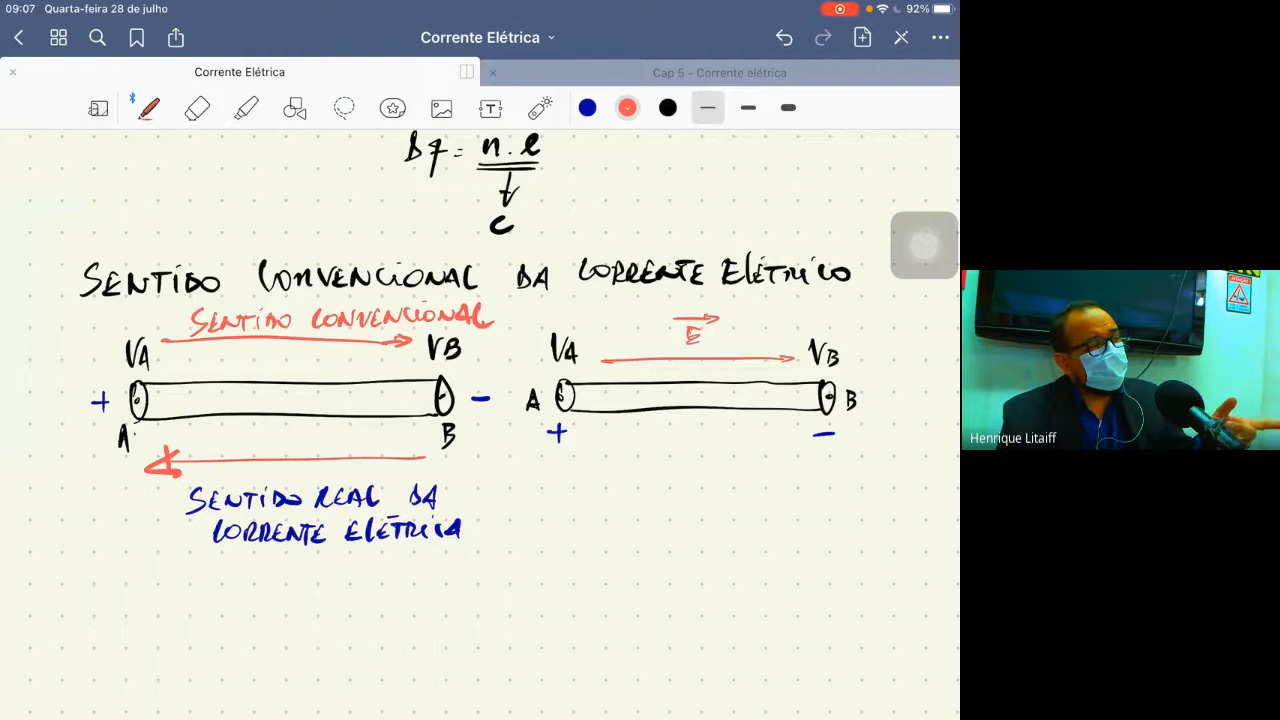 09:07 Quarta-feira 28 de julho
92%
Corrente Elétrica
Corrente Elétrica
Cap 5 - Corrente elétrica
Δq = n.e
C
SENTIDO CONVENCIONAL DA CORRENTE ELÉTRICO
SENTIDO CONVENCIONAL
VA VB
+ -
A B
SENTIDO REAL DA
CORRENTE ELÉTRICA
E
VA VB
A B
+ -
Henrique Litaiff